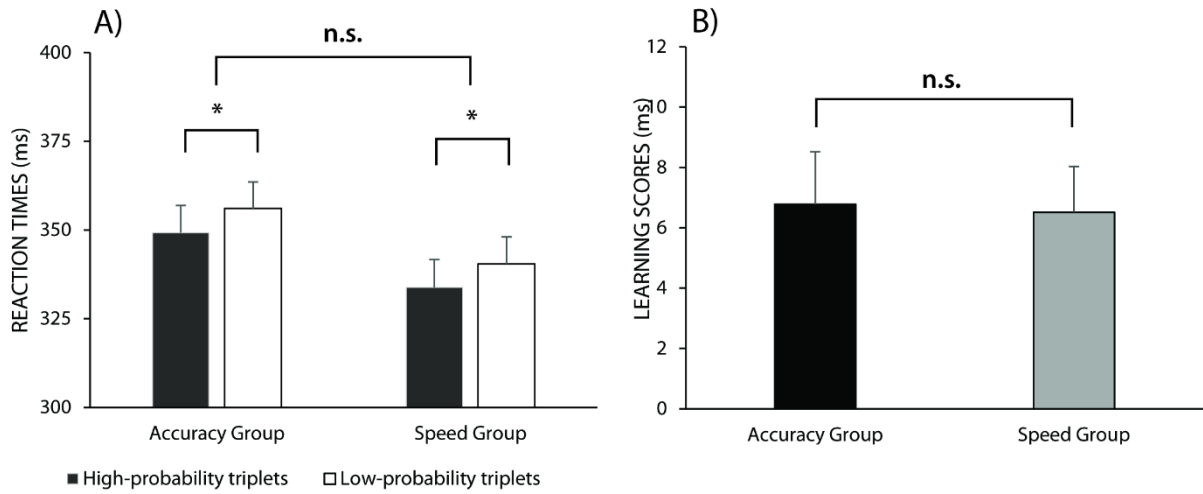 A)
n.s.
*
*
REACTION TIMES (ms)
400
375
350
325
300
Accuracy Group
Speed Group
High-probability triplets
Low-probability triplets
B)
n.s.
LEARNING SCORES (ms)
12
10
8
6
4
2
0
Accuracy Group
Speed Group